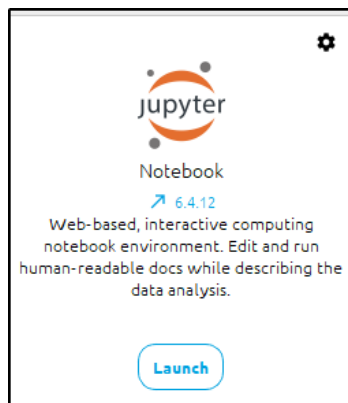 jupyter
Notebook
6.4.12
Web-based, interactive computing
notebook environment. Edit and run
human-readable docs while describing the
data analysis.
Launch